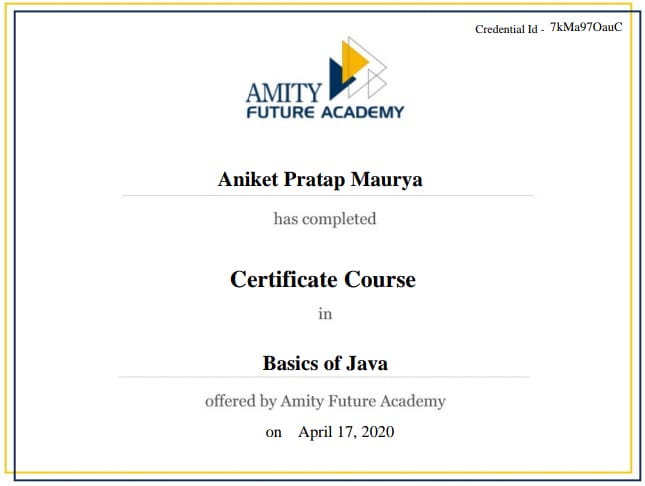 Credential Id - 7kMa97OauC
AMITY
FUTURE ACADEMY
Aniket Pratap Maurya
has completed
Certificate Course
in
Basics of Java
offered by Amity Future Academy
on April 17, 2020